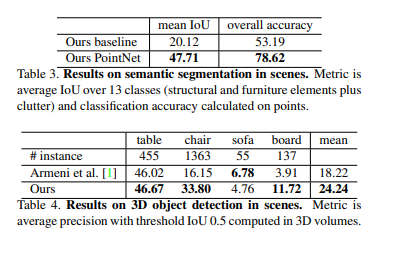 mean IoU overall accuracy
Ours baseline 20.12 53.19
Ours PointNet 47.71 78.62
Table 3. Results on semantic segmentation in scenes. Metric is
average IoU over 13 classes (structural and furniture elements plus
clutter) and classification accuracy calculated on points.
table chair sofa board mean
# instance 455 1363 55 137
Armeni et al. [1] 46.02 16.15 6.78 3.91 18.22
Ours 46.67 33.80 4.76 11.72 24.24
Table 4. Results on 3D object detection in scenes. Metric is
average precision with threshold IoU 0.5 computed in 3D volumes.